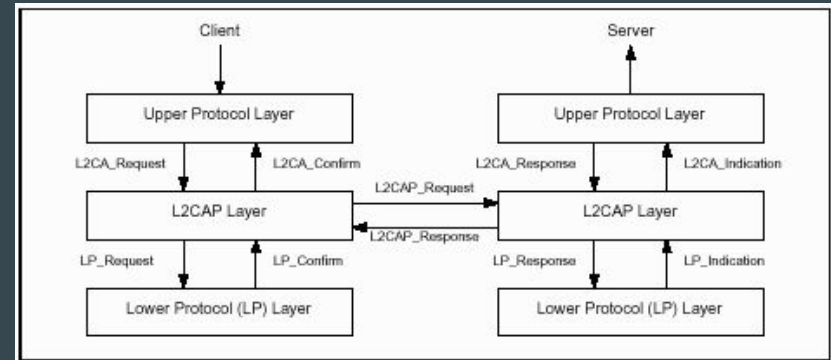 Client Server
Upper Protocol Layer Upper Protocol Layer
L2CA_Request L2CA_Confirm L2CA_Response L2CA_Indication
L2CAP_Request
L2CAP Layer L2CAP Layer
L2CAP_Response
LP_Request LP_Confirm LP_Response LP_Indication
Lower Protocol (LP) Layer Lower Protocol (LP) Layer